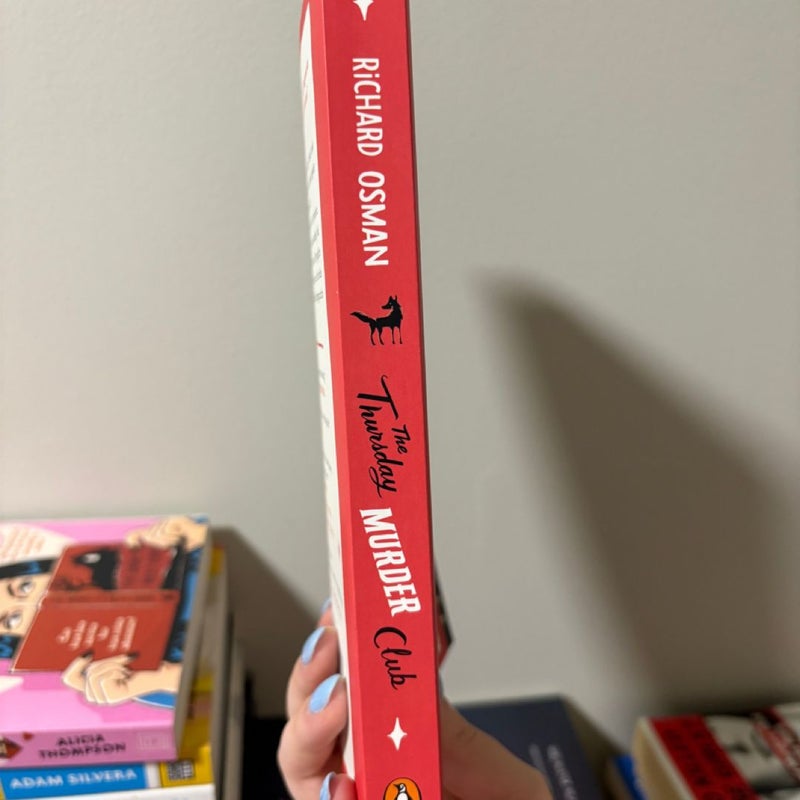 RiCHARD OSMAN
The
Thursday
MURDER
Club
ALICIA
THOMPSON
ADAM SILVERA